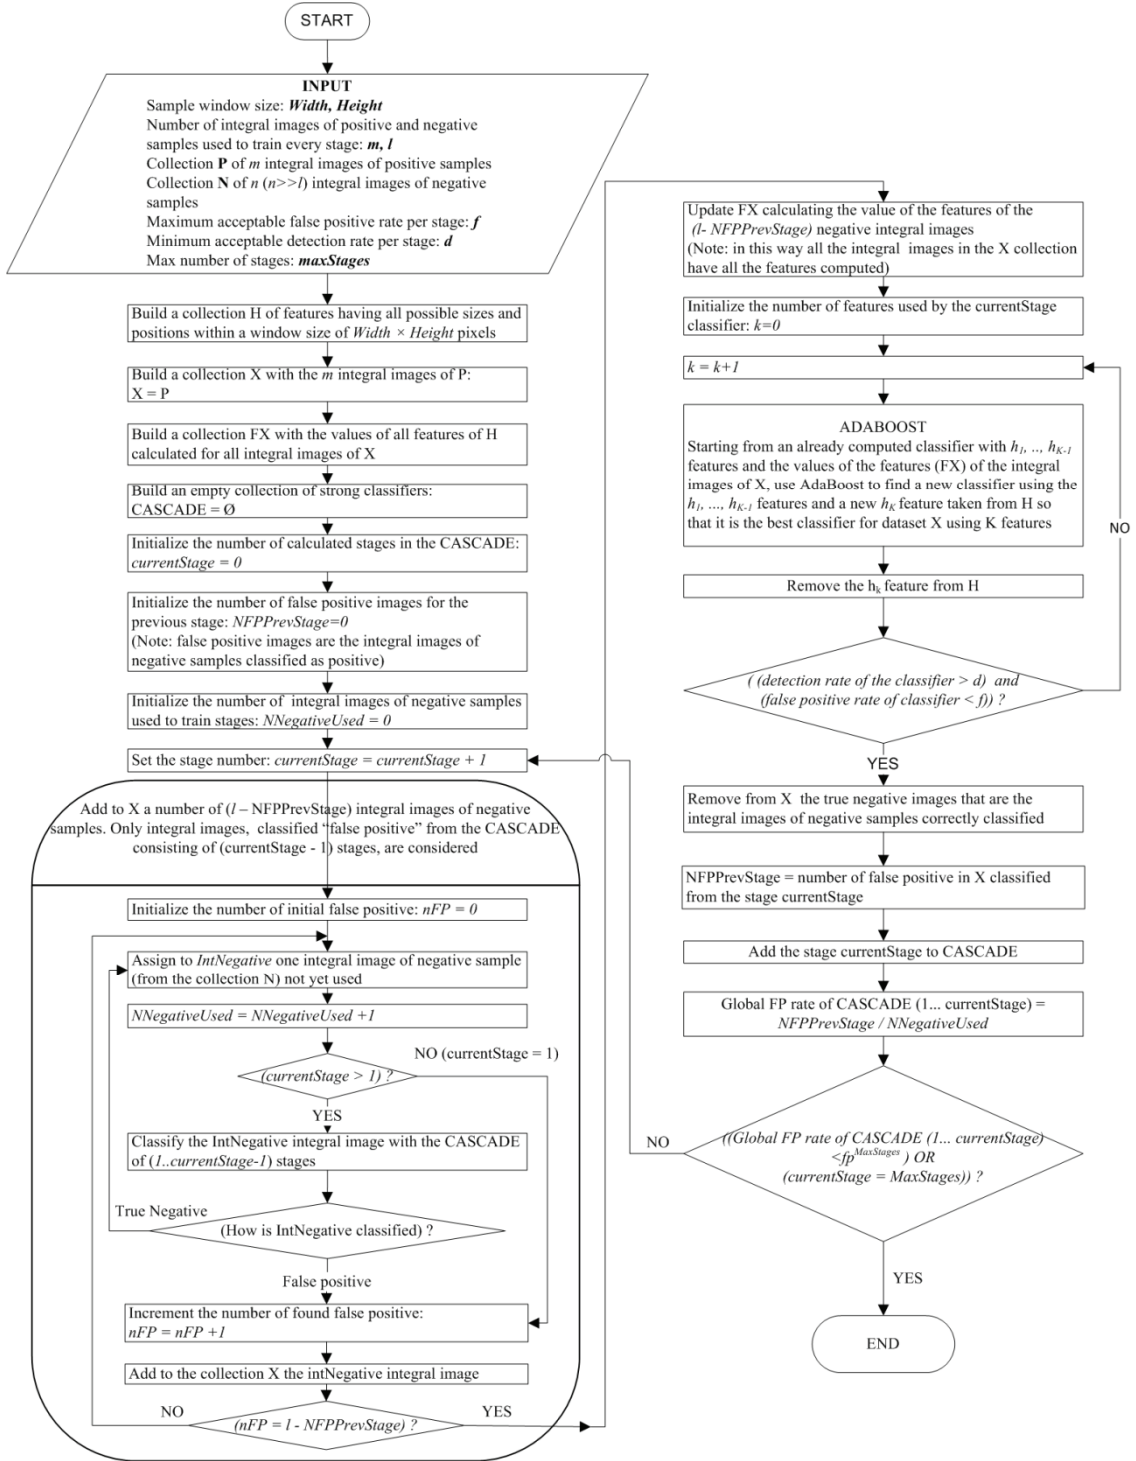 START
INPUT
Sample window size: Width, Height
Number of integral images of positive and negative
samples used to train every stage: m, l
Collection P of m integral images of positive samples
Collection N of n (n>>l) integral images of negative
samples
Maximum acceptable false positive rate per stage: f
Minimum acceptable detection rate per stage: d
Max number of stages: maxStages
Build a collection H of features having all possible sizes and
positions within a window size of Width × Height pixels
Build a collection X with the m integral images of P:
X = P
Build a collection FX with the values of all features of H
calculated for all integral images of X
Build an empty collection of strong classifiers:
CASCADE = Ø
Initialize the number of calculated stages in the CASCADE:
currentStage = 0
Initialize the number of false positive images for the
previous stage: NFPPrevStage=0
(Note: false positive images are the integral images of
negative samples classified as positive)
Initialize the number of integral images of negative samples
used to train stages: NNegativeUsed = 0
Set the stage number: currentStage = currentStage + 1
Add to X a number of (l – NFPPrevStage) integral images of negative
samples. Only integral images, classified “false positive” from the CASCADE
consisting of (currentStage - 1) stages, are considered
Initialize the number of initial false positive: nFP = 0
Assign to IntNegative one integral image of negative sample
(from the collection N) not yet used
NNegativeUsed = NNegativeUsed +1
NO (currentStage = 1)
(currentStage > 1) ?
YES
Classify the IntNegative integral image with the CASCADE
of (1..currentStage-1) stages
True Negative
(How is IntNegative classified) ?
False positive
Increment the number of found false positive:
nFP = nFP +1
Add to the collection X the intNegative integral image
NO
(nFP = l - NFPPrevStage) ?
YES
Update FX calculating the value of the features of the
(l- NFPPrevStage) negative integral images
(Note: in this way all the integral images in the X collection
have all the features computed)
Initialize the number of features used by the currentStage
classifier: k=0
k = k+1
ADABOOST
Starting from an already computed classifier with h1, .., hK-1
features and the values of the features (FX) of the integral
images of X, use AdaBoost to find a new classifier using the
h1, ..., hK-1 features and a new hK feature taken from H so
that it is the best classifier for dataset X using K features
NO
Remove the hk feature from H
( (detection rate of the classifier > d) and
(false positive rate of classifier < f)) ?
YES
Remove from X the true negative images that are the
integral images of negative samples correctly classified
NFPPrevStage = number of false positive in X classified
from the stage currentStage
Add the stage currentStage to CASCADE
Global FP rate of CASCADE (1... currentStage) =
NFPPrevStage / NNegativeUsed
NO
((Global FP rate of CASCADE (1... currentStage)
<fp^MaxStages ) OR
(currentStage = MaxStages)) ?
YES
END